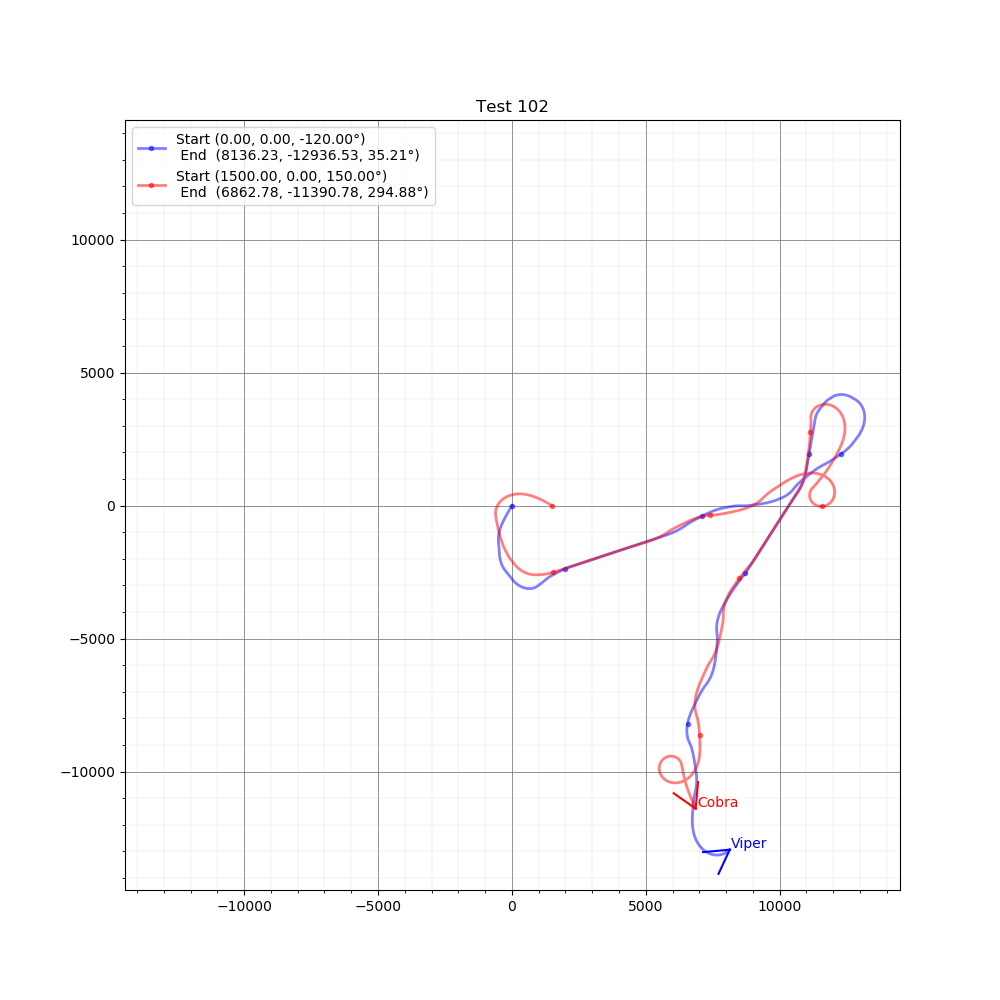 Test 102
Start (0.00, 0.00, -120.00°)
End (8136.23, -12936.53, 35.21°)
Start (1500.00, 0.00, 150.00°)
End (6862.78, -11390.78, 294.88°)
10000
5000
0
−5000
−10000
Cobra
Viper
−10000
−5000
0
5000
10000